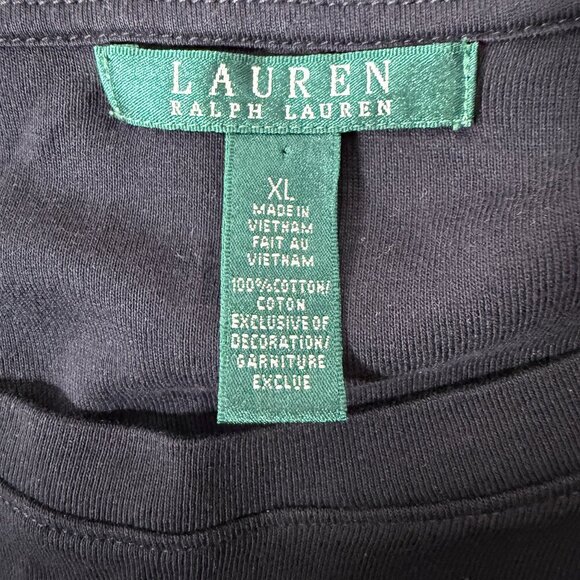 LAUREN
RALPH LAUREN
XL
MADE IN
VIETNAM
FAIT AU
VIETNAM
100%COTTON/
COTON
EXCLUSIVE OF
DECORATION/
GARNITURE
EXCLUE